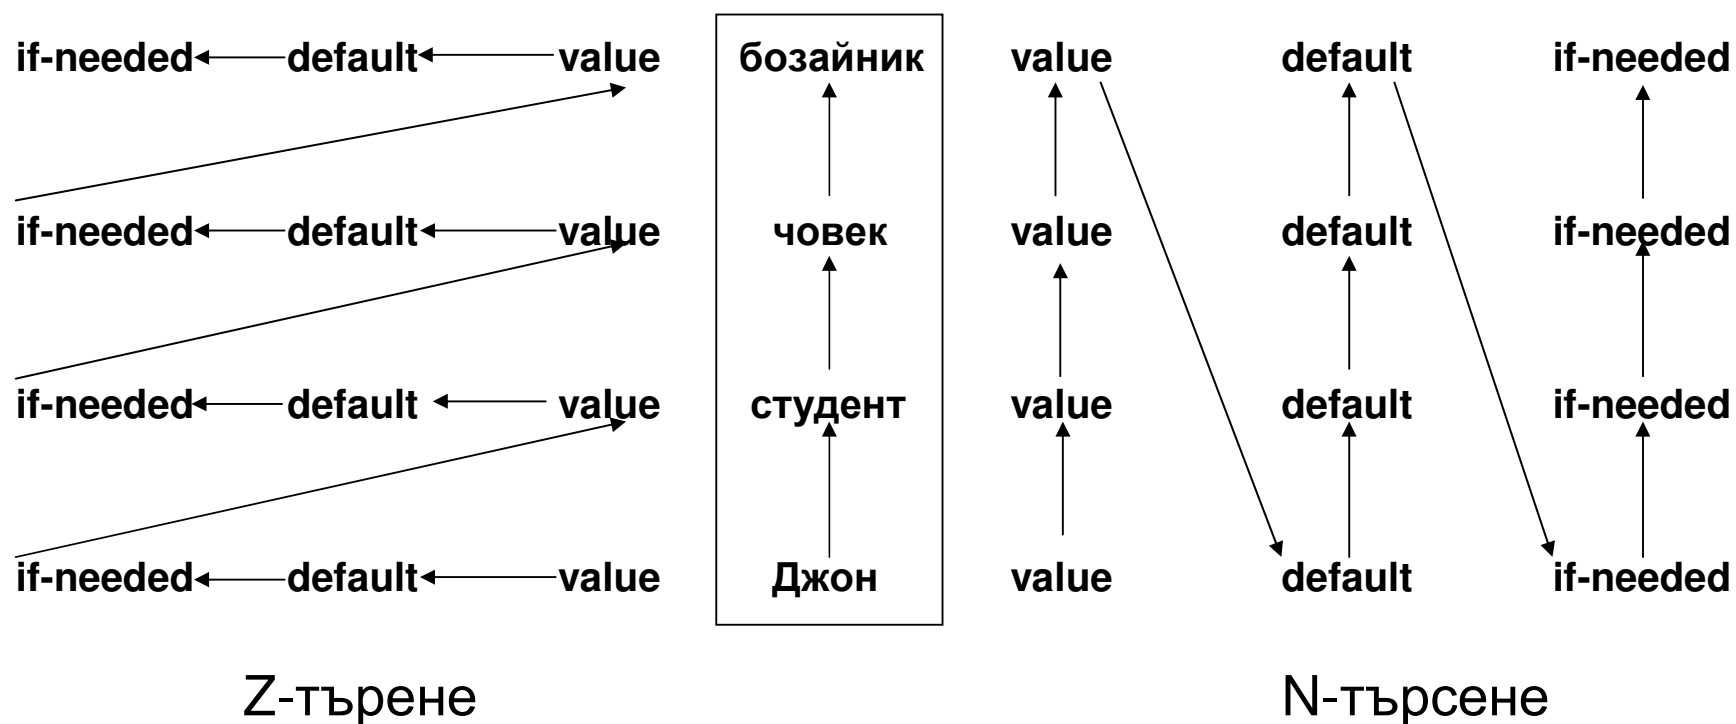 if-needed default value бозайник value default if-needed
if-needed default value човек value default if-needed
if-needed default value студент value default if-needed
if-needed default value Джон value default if-needed
Z-търене N-търсене